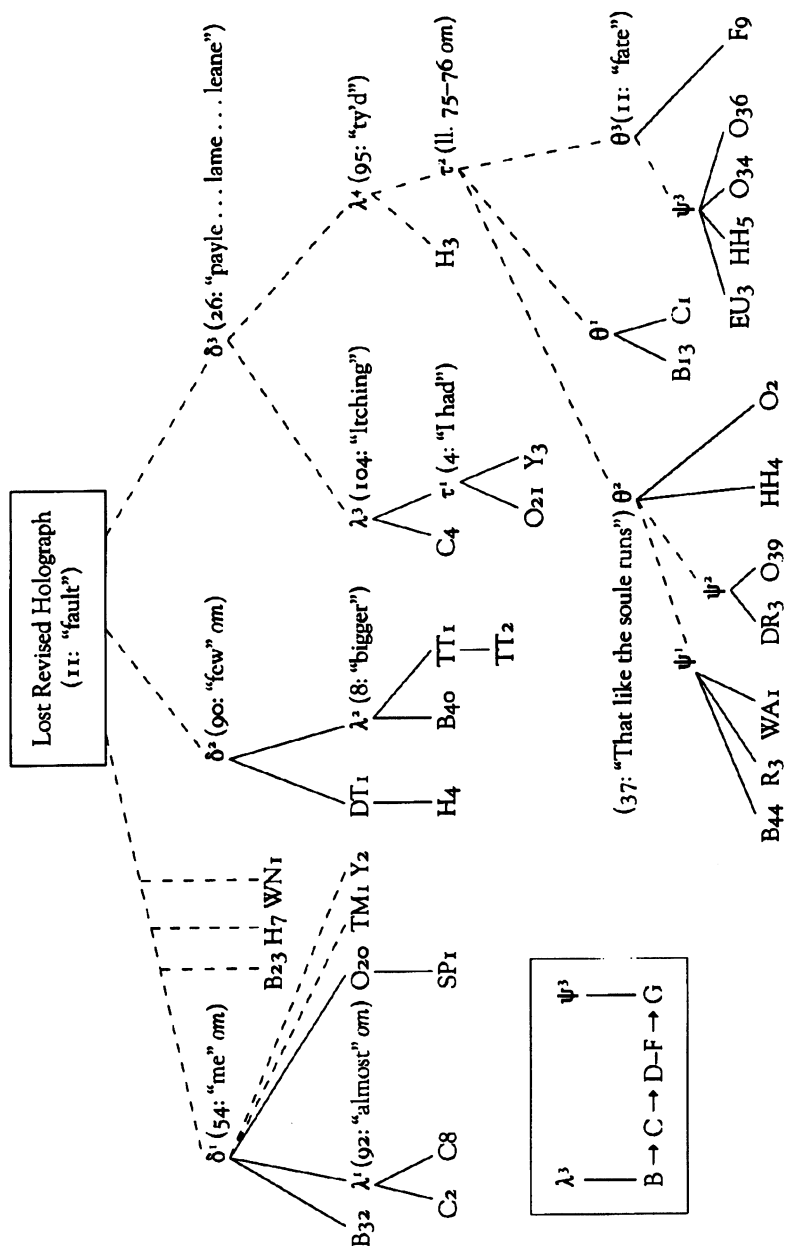 Lost Revised Holograph
(11: “fault”)
δ¹ (54: “me” om)
δ² (90: “few” om)
δ³ (26: “payle . . . lame . . . leane”)
B23 H7 WN1
B32
λ¹ (92: “almost” om)
O20 TM1 Y2
DT1
λ² (8: “bigger”)
λ³ (104: “Itching”)
λ⁴ (95: “ty’d”)
C2
C8
SP1
H4
B40
TT1
C4
τ¹ (4: “I had”)
H3
τ² (ll. 75–76 om)
TT2
O21
Y3
(37: “That like the soule runs”) θ²
θ¹
θ³ (11: “fate”)
B13
C1
ψ¹
ψ²
ψ³
F9
B44
R3
WA1
DR3
O39
HH4
O2
EU3
HH5
O34
O36
λ³
ψ³
B → C → D–F → G